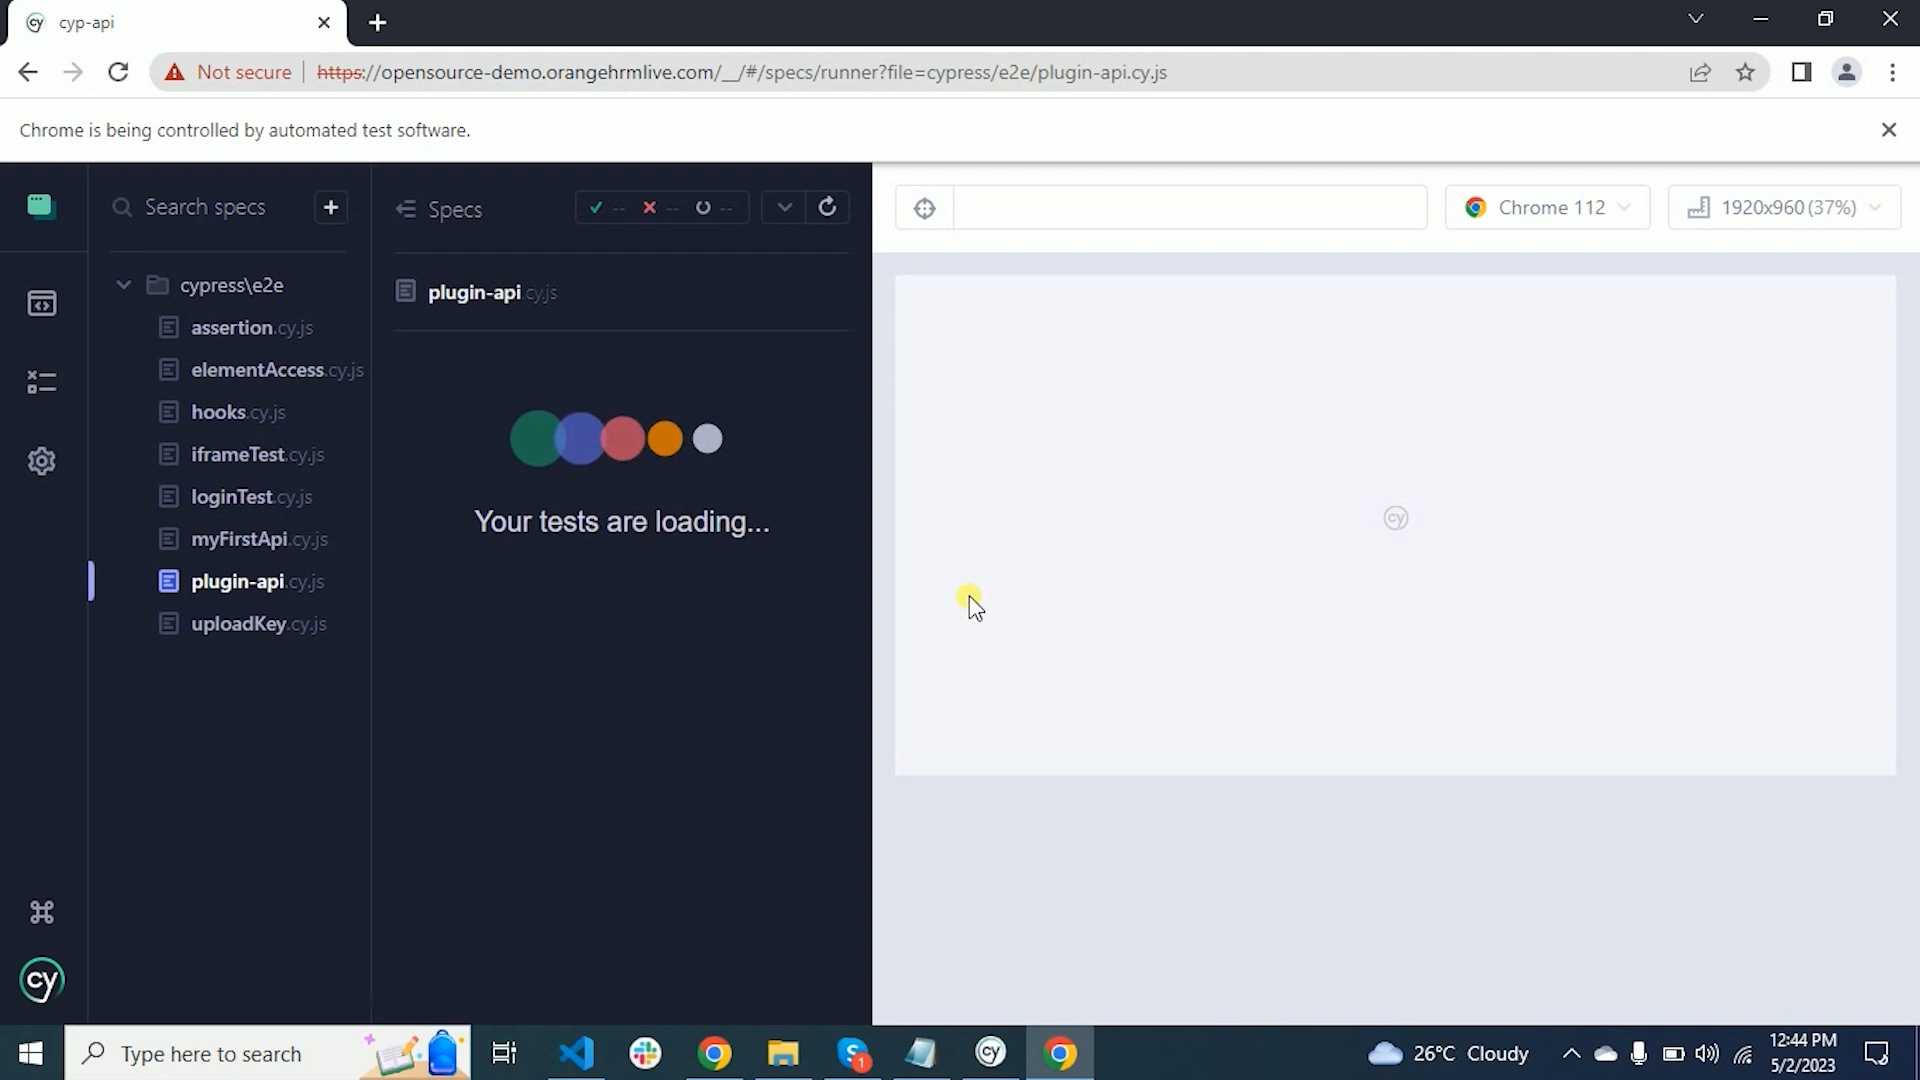 cyp-api
Not secure https://opensource-demo.orangehrmlive.com/__/#/specs/runner?file=cypress/e2e/plugin-api.cy.js
Chrome is being controlled by automated test software.
Search specs +
Specs -- -- --
Chrome 112 1920x960 (37%)
cypress\e2e
plugin-api.cy.js
assertion.cy.js
elementAccess.cy.js
hooks.cy.js
iframeTest.cy.js
loginTest.cy.js
myFirstApi.cy.js
plugin-api.cy.js
uploadKey.cy.js
Your tests are loading...
cy
cy
Type here to search
cy
1
26°C Cloudy
12:44 PM
5/2/2023